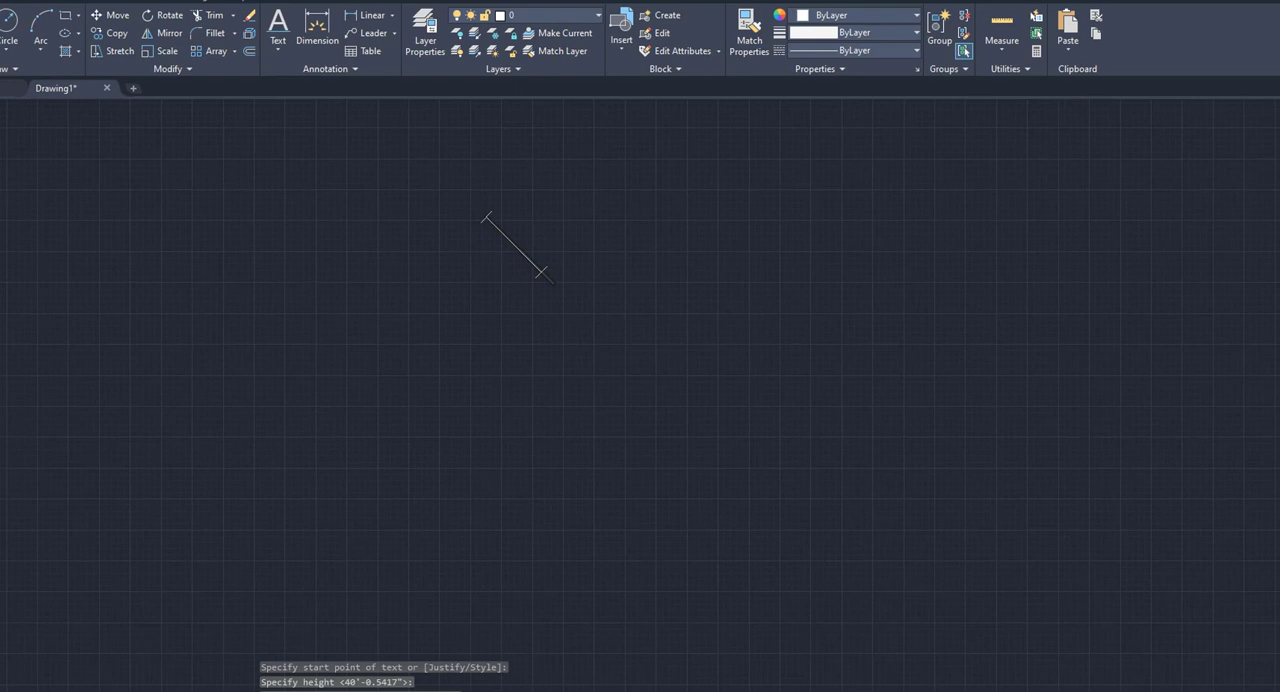 Move Rotate Trim Linear 0 Create ByLayer
Circle Arc Copy Mirror Fillet Text Dimension Leader Layer Properties Make Current Insert Edit Match Properties ByLayer Group Measure Paste
Stretch Scale Array Table Match Layer Edit Attributes ByLayer
Modify Annotation Layers Block Properties Groups Utilities Clipboard
Drawing1*
Specify start point of text or [Justify/Style]:
Specify height <40'-0.5417">: